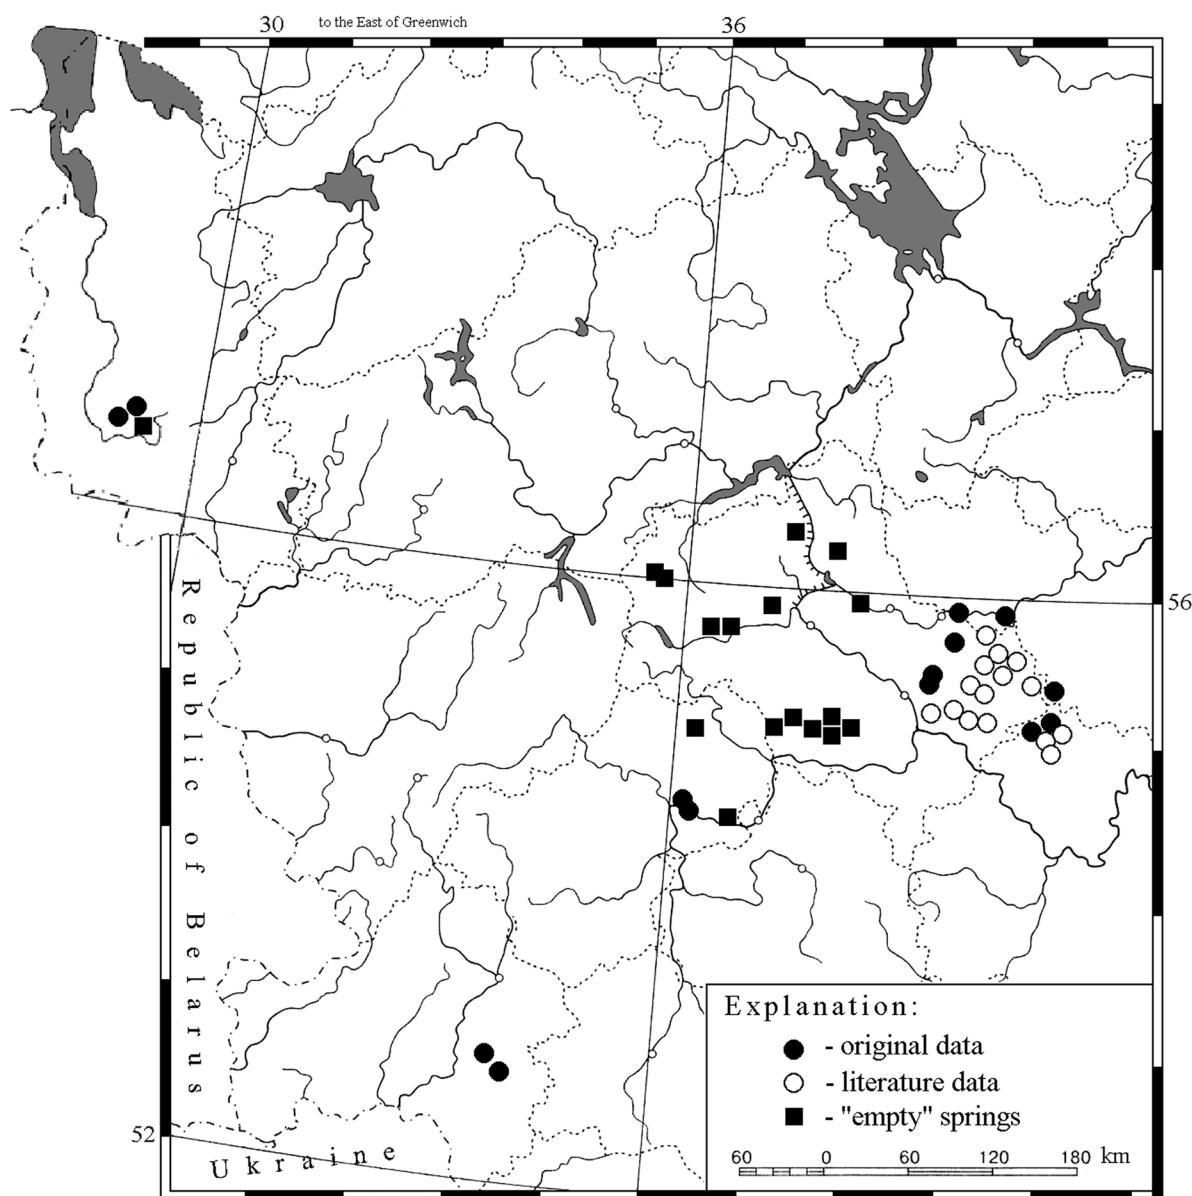 30 to the East of Greenwich 36
56
Republic of Belarus
52
Ukraine
Explanation:
- original data
- literature data
- "empty" springs
60 0 60 120 180 km